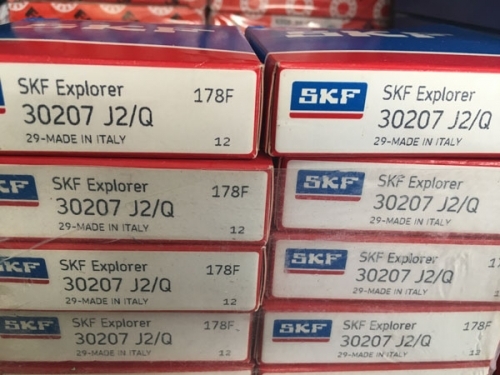 SKF Explorer 178F
30207 J2/Q
29-MADE IN ITALY 12
SKF SKF Explorer
30207 J2/Q
29-MADE IN ITALY
SKF SKF Explorer 178F
30207 J2/Q
29-MADE IN ITALY 12
SKF SKF Explorer
30207 J2/Q
29-MADE IN ITALY
SKF SKF Explorer 178F
30207 J2/Q
29-MADE IN ITALY 12
SKF SKF Explorer
30207 J2/Q
29-MADE IN ITALY
SKF SKF Explorer 178F
30207 J2/Q
29-MADE IN ITALY 12
SKF SKF Explorer 178F
30207 J2/Q
29-MADE IN ITALY